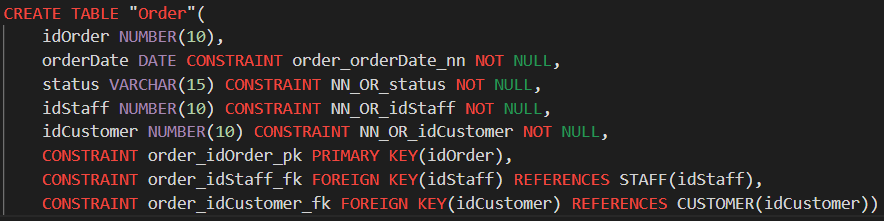 CREATE TABLE "Order"(
    idOrder NUMBER(10),
    orderDate DATE CONSTRAINT order_orderDate_nn NOT NULL,
    status VARCHAR(15) CONSTRAINT NN_OR_status NOT NULL,
    idStaff NUMBER(10) CONSTRAINT NN_OR_idStaff NOT NULL,
    idCustomer NUMBER(10) CONSTRAINT NN_OR_idCustomer NOT NULL,
    CONSTRAINT order_idOrder_pk PRIMARY KEY(idOrder),
    CONSTRAINT order_idStaff_fk FOREIGN KEY(idStaff) REFERENCES STAFF(idStaff),
    CONSTRAINT order_idCustomer_fk FOREIGN KEY(idCustomer) REFERENCES CUSTOMER(idCustomer))